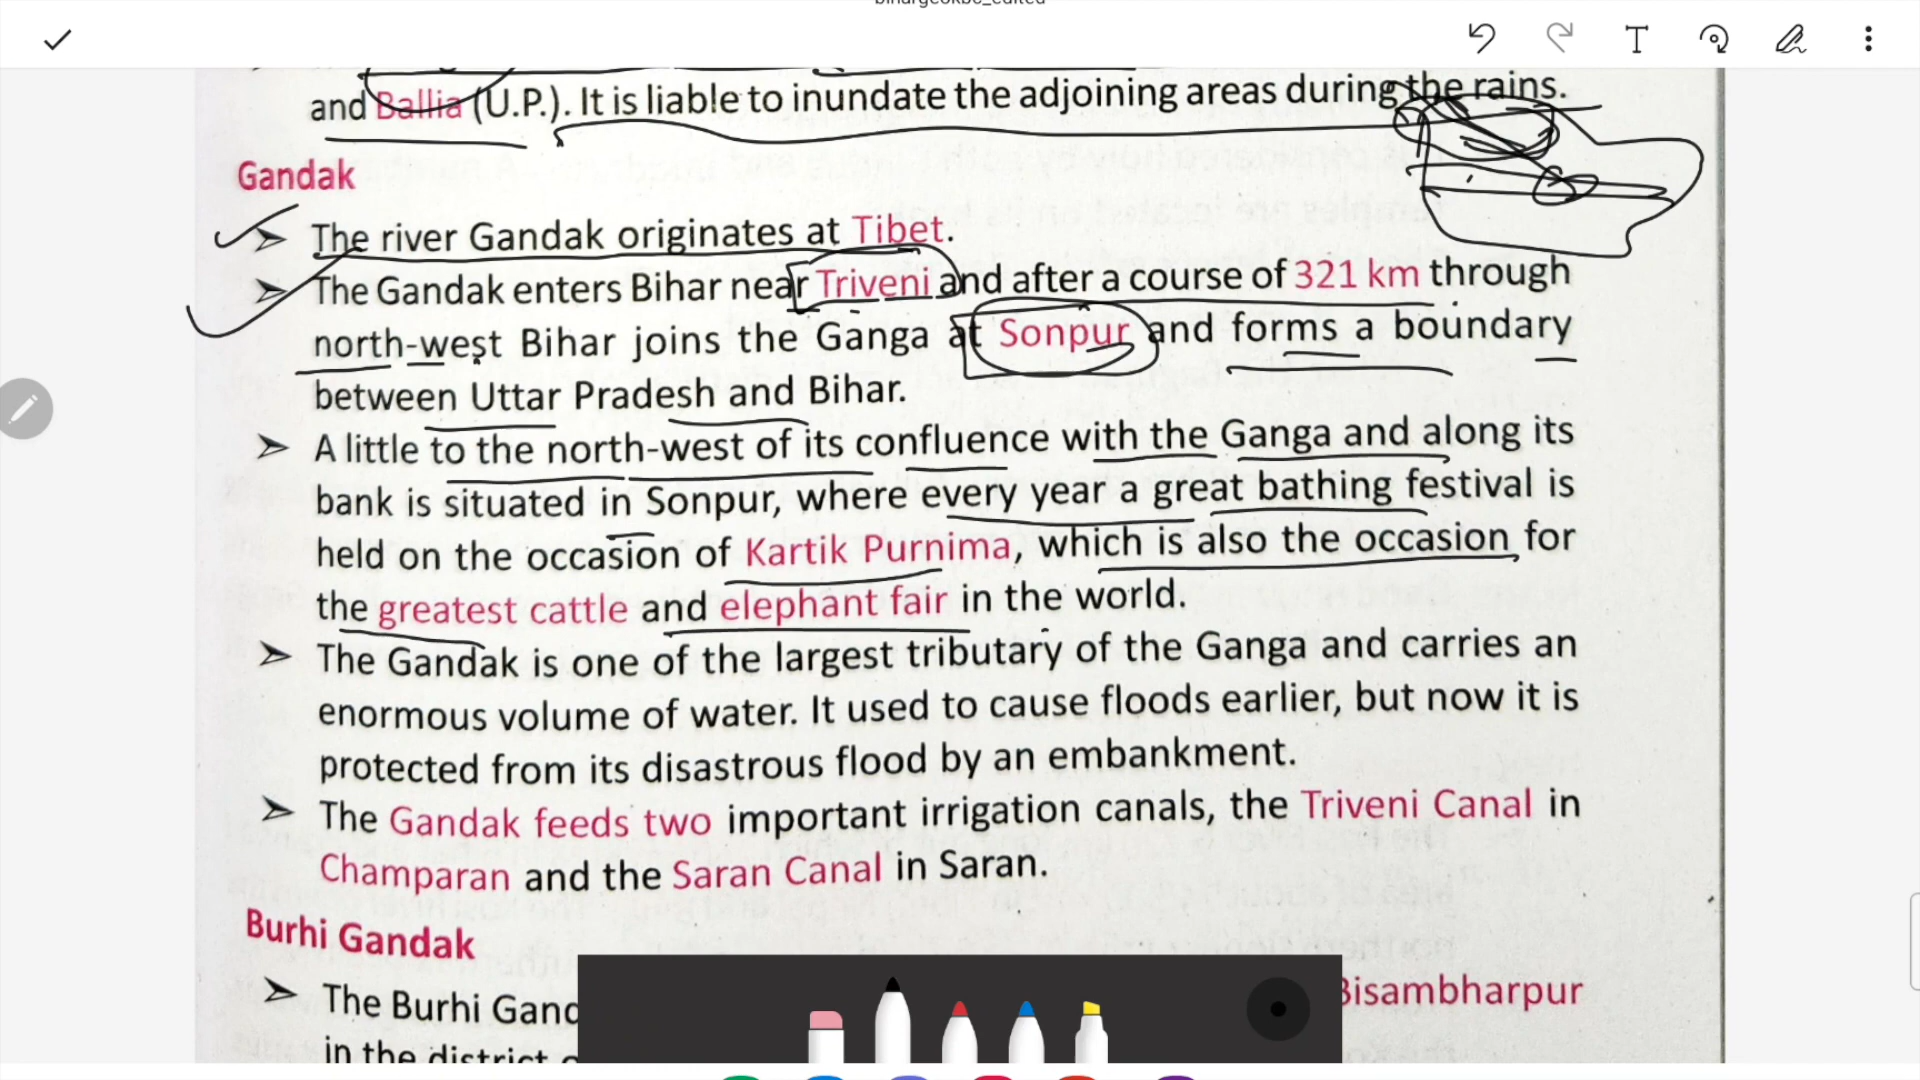 and Ballia (U.P.). It is liable to inundate the adjoining areas during the rains.
Gandak
➢ The river Gandak originates at Tibet.
➢ The Gandak enters Bihar near Triveni and after a course of 321 km through
north-west Bihar joins the Ganga at Sonpur and forms a boundary
between Uttar Pradesh and Bihar.
➢ A little to the north-west of its confluence with the Ganga and along its
bank is situated in Sonpur, where every year a great bathing festival is
held on the occasion of Kartik Purnima, which is also the occasion for
the greatest cattle and elephant fair in the world.
➢ The Gandak is one of the largest tributary of the Ganga and carries an
enormous volume of water. It used to cause floods earlier, but now it is
protected from its disastrous flood by an embankment.
➢ The Gandak feeds two important irrigation canals, the Triveni Canal in
Champaran and the Saran Canal in Saran.
Burhi Gandak
➢ The Burhi Gand Bisambharpur
in the district